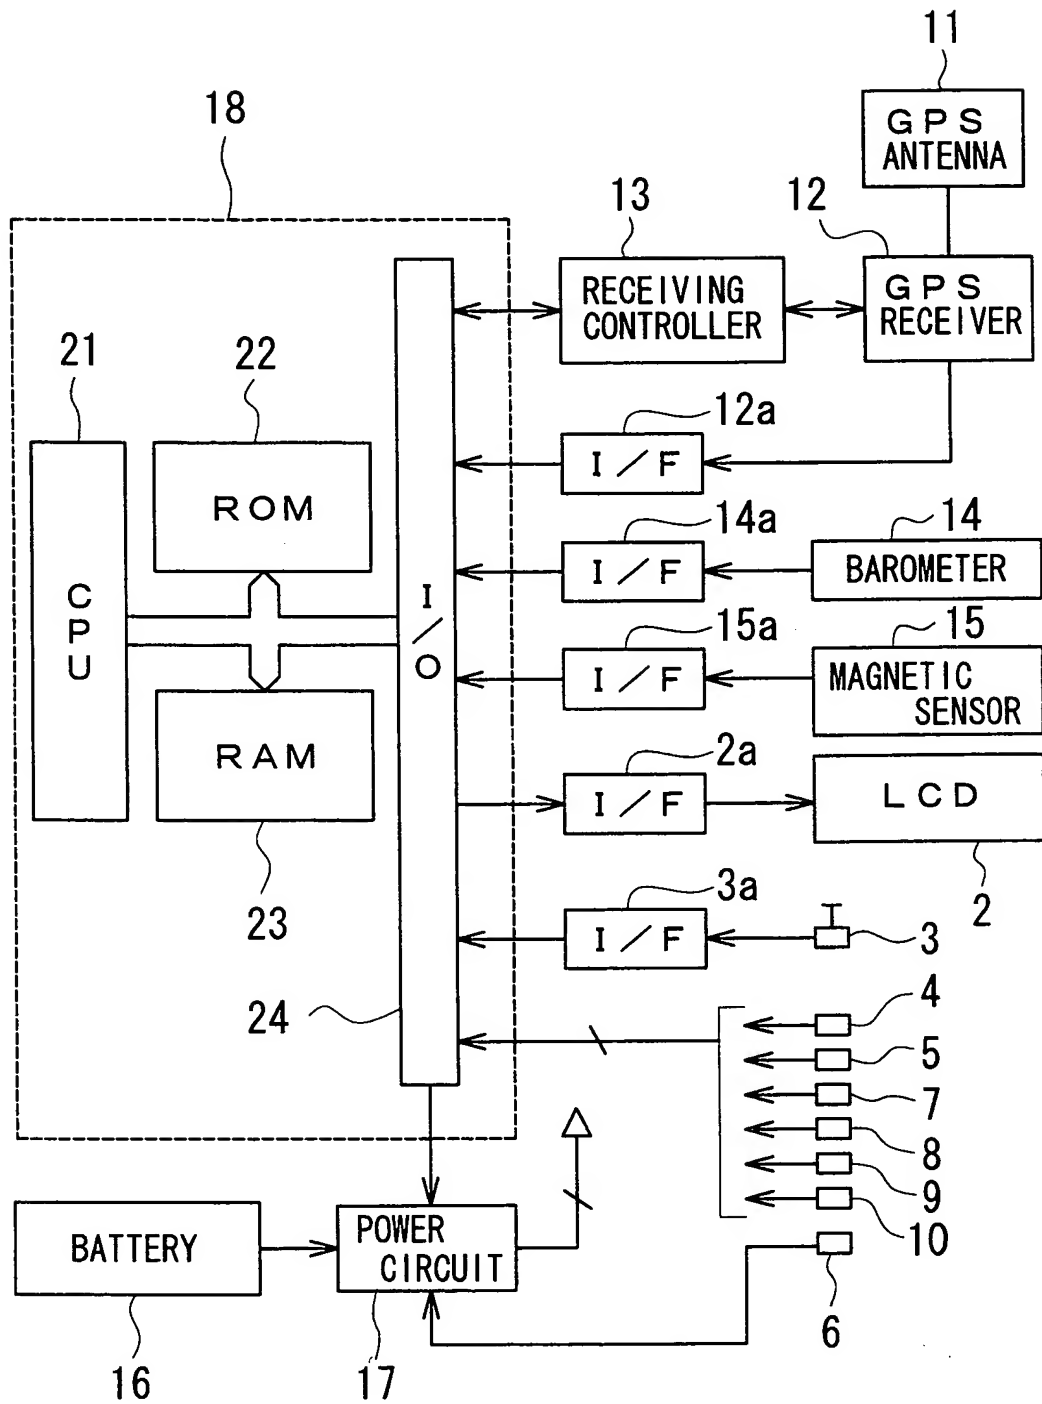 11
GPS
ANTENNA
18
13
12
RECEIVING
CONTROLLER
GPS
RECEIVER
21
22
12a
I/F
ROM
14a
14
I/F
BAROMETER
CPU
I/O
15a
15
I/F
MAGNETIC
SENSOR
RAM
2a
I/F
LCD
23
3a
2
I/F
3
24
4
5
7
8
9
10
BATTERY
POWER
CIRCUIT
6
16
17